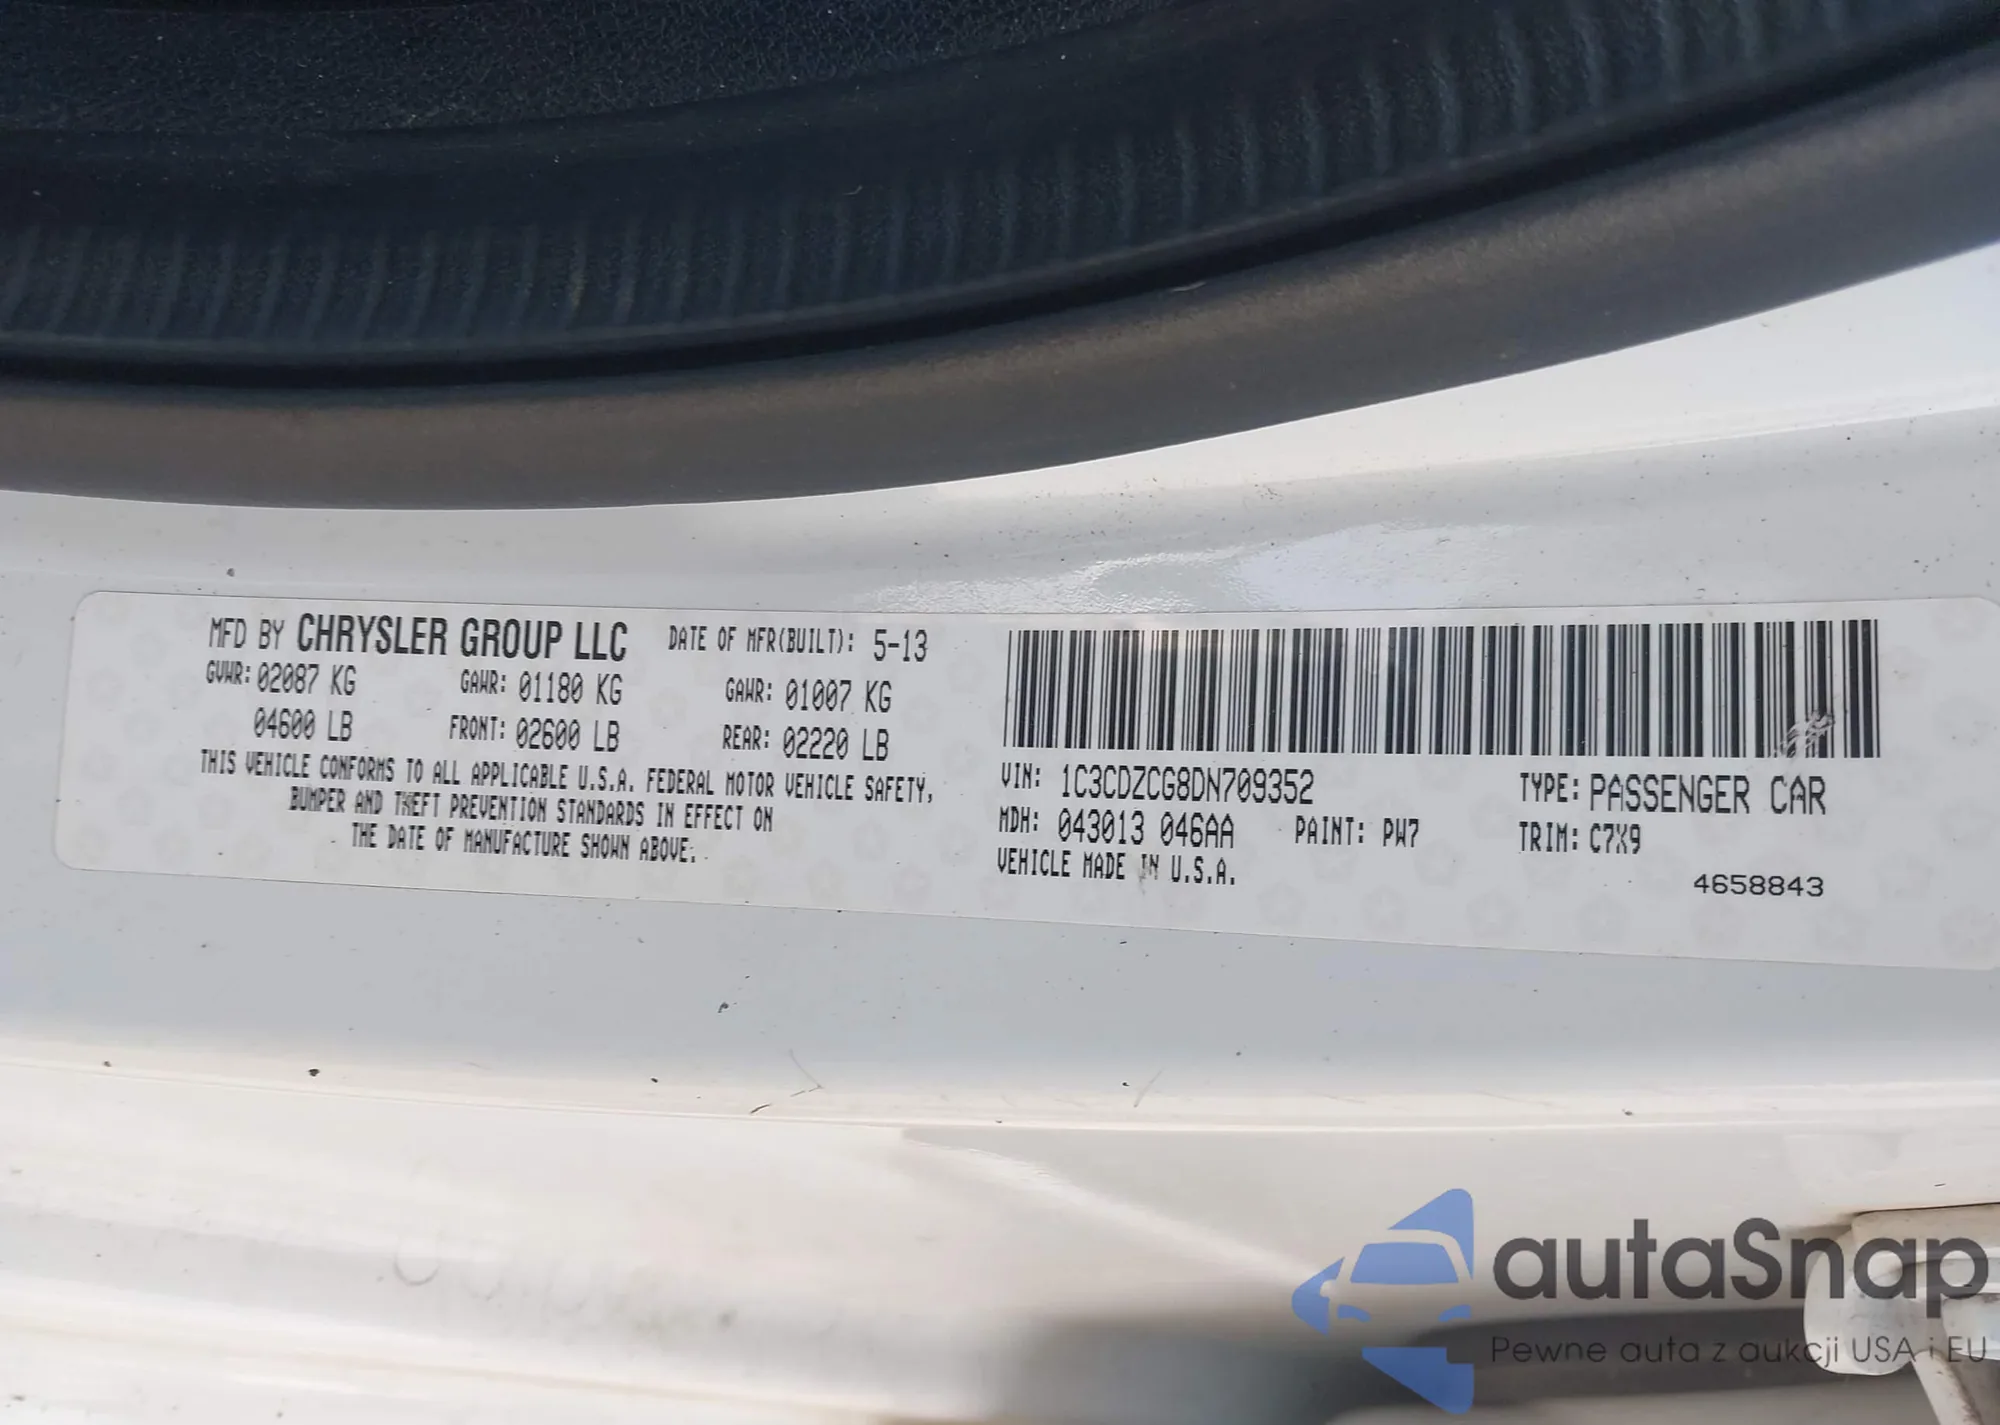 MFD BY CHRYSLER GROUP LLC DATE OF MFR(BUILT): 5-13
GVWR: 02087 KG GAWR: 01180 KG GAWR: 01007 KG
04600 LB FRONT: 02600 LB REAR: 02220 LB
THIS VEHICLE CONFORMS TO ALL APPLICABLE U.S.A. FEDERAL MOTOR VEHICLE SAFETY,
BUMPER AND THEFT PREVENTION STANDARDS IN EFFECT ON
THE DATE OF MANUFACTURE SHOWN ABOVE.
VIN: 1C3CDZCG8DN709352 TYPE: PASSENGER CAR
MDH: 043013 046AA PAINT: PW7 TRIM: C7X9
VEHICLE MADE IN U.S.A.
4658843
autaSnap
Pewne auta z aukcji USA i EU